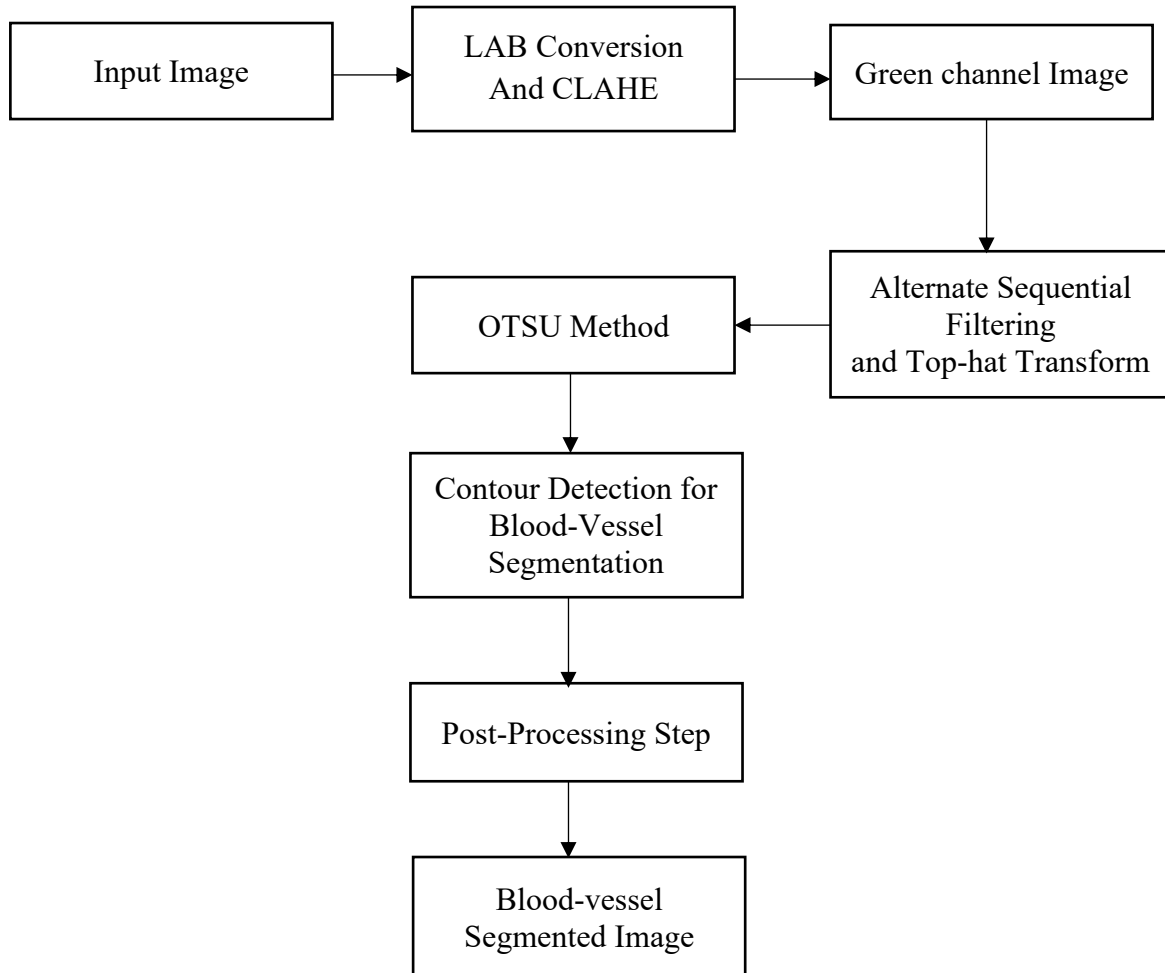 Input Image
LAB Conversion
And CLAHE
Green channel Image
Alternate Sequential
Filtering
and Top-hat Transform
OTSU Method
Contour Detection for
Blood-Vessel
Segmentation
Post-Processing Step
Blood-vessel
Segmented Image